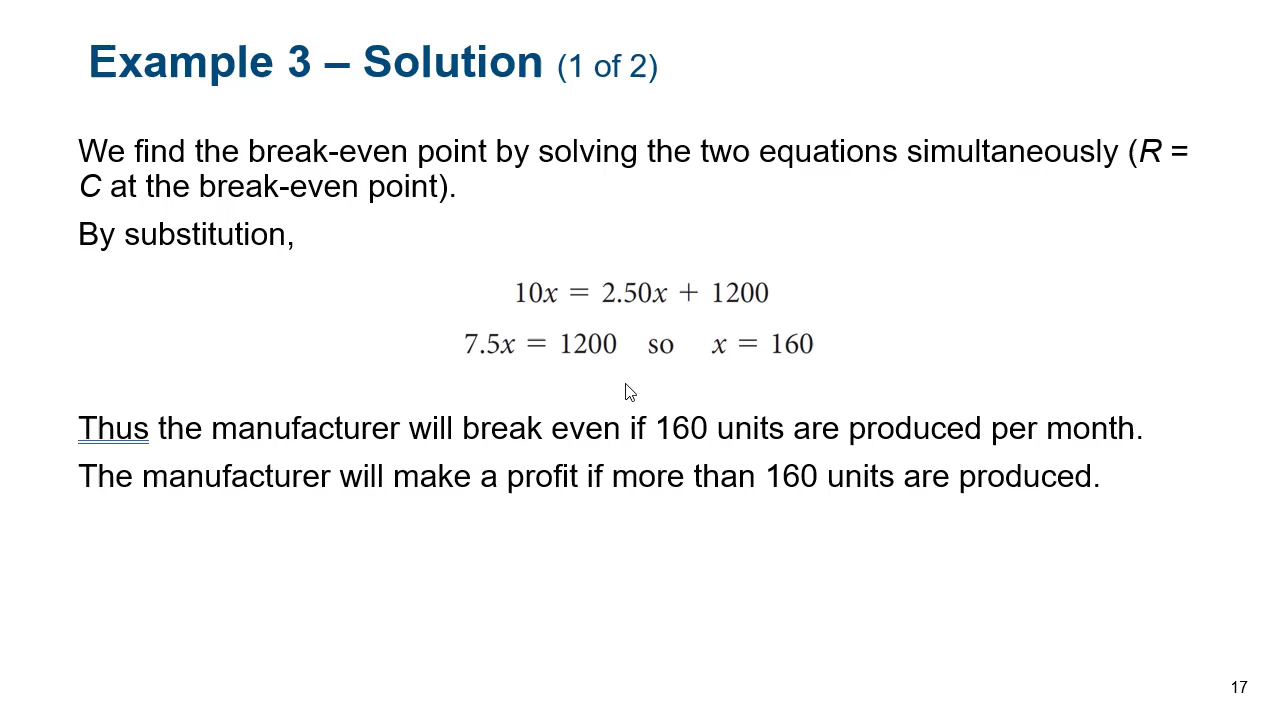 Example 3 – Solution (1 of 2)
We find the break-even point by solving the two equations simultaneously (R =
C at the break-even point).
By substitution,
10x = 2.50x + 1200
7.5x = 1200 so x = 160
Thus the manufacturer will break even if 160 units are produced per month.
The manufacturer will make a profit if more than 160 units are produced.
17